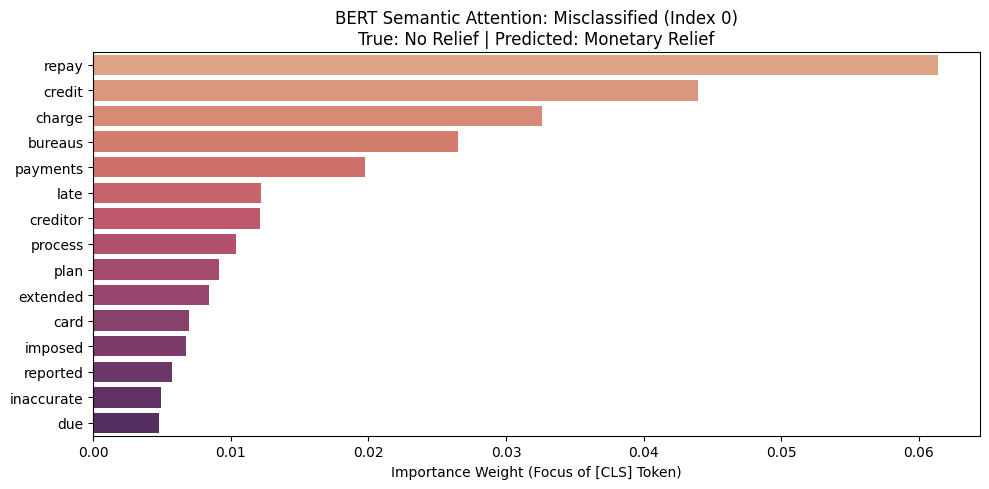 BERT Semantic Attention: Misclassified (Index 0)
True: No Relief | Predicted: Monetary Relief
repay
credit
charge
bureaus
payments
late
creditor
process
plan
extended
card
imposed
reported
inaccurate
due
0.00 0.01 0.02 0.03 0.04 0.05 0.06
Importance Weight (Focus of [CLS] Token)